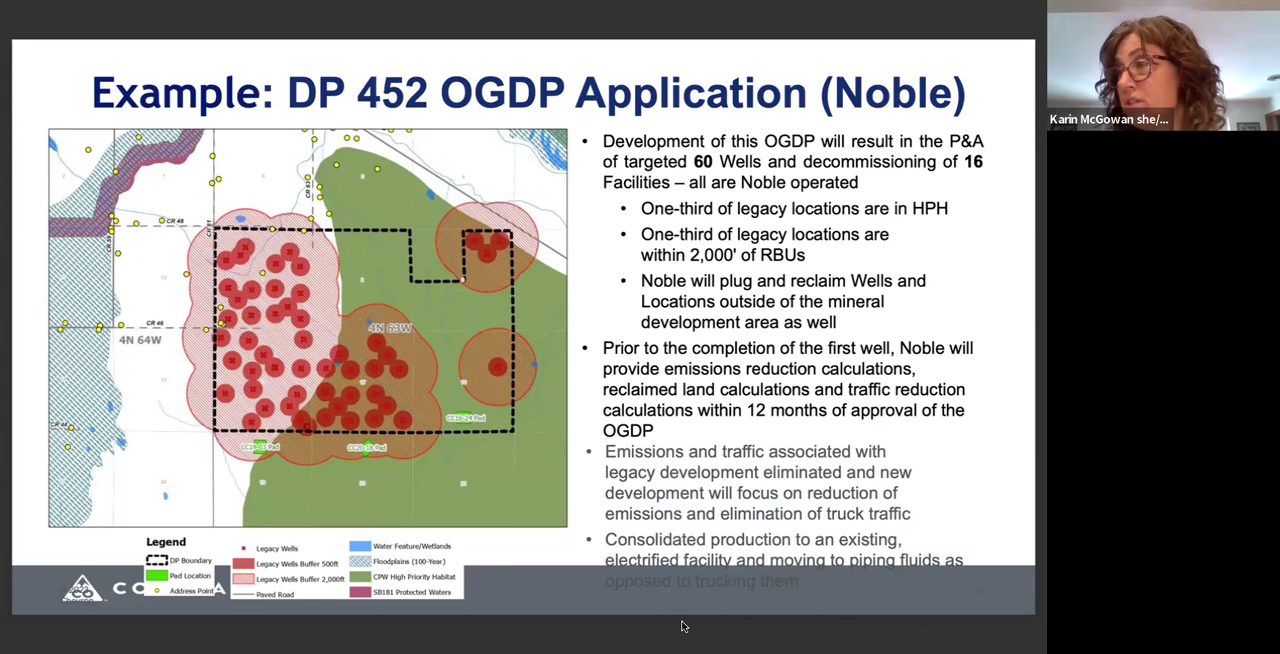 Example: DP 452 OGDP Application (Noble)
Karin McGowan she/...
• Development of this OGDP will result in the P&A
of targeted 60 Wells and decommissioning of 16
Facilities – all are Noble operated
• One-third of legacy locations are in HPH
• One-third of legacy locations are
within 2,000' of RBUs
• Noble will plug and reclaim Wells and
Locations outside of the mineral
development area as well
• Prior to the completion of the first well, Noble will
provide emissions reduction calculations,
reclaimed land calculations and traffic reduction
calculations within 12 months of approval of the
OGDP
• Emissions and traffic associated with
legacy development eliminated and new
development will focus on reduction of
emissions and elimination of truck traffic
• Consolidated production to an existing,
electrified facility and moving to piping fluids as
opposed to trucking them
CR 48
CR 46
4N 64W
4N 63W
CC19-03 Pad
CC20-18 Pad
CC16-24 Pad
Legend
DP Boundary
Pad Location
Address Point
Legacy Wells
Legacy Wells Buffer 500ft
Legacy Wells Buffer 2,000ft
Paved Road
Water Feature/Wetlands
Floodplains (100-Year)
CPW High Priority Habitat
SB181 Protected Waters